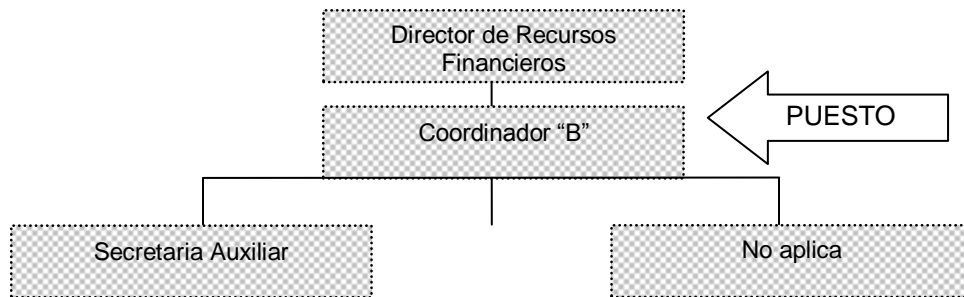 Director de Recursos
Financieros
Coordinador “B”
PUESTO
Secretaria Auxiliar
No aplica